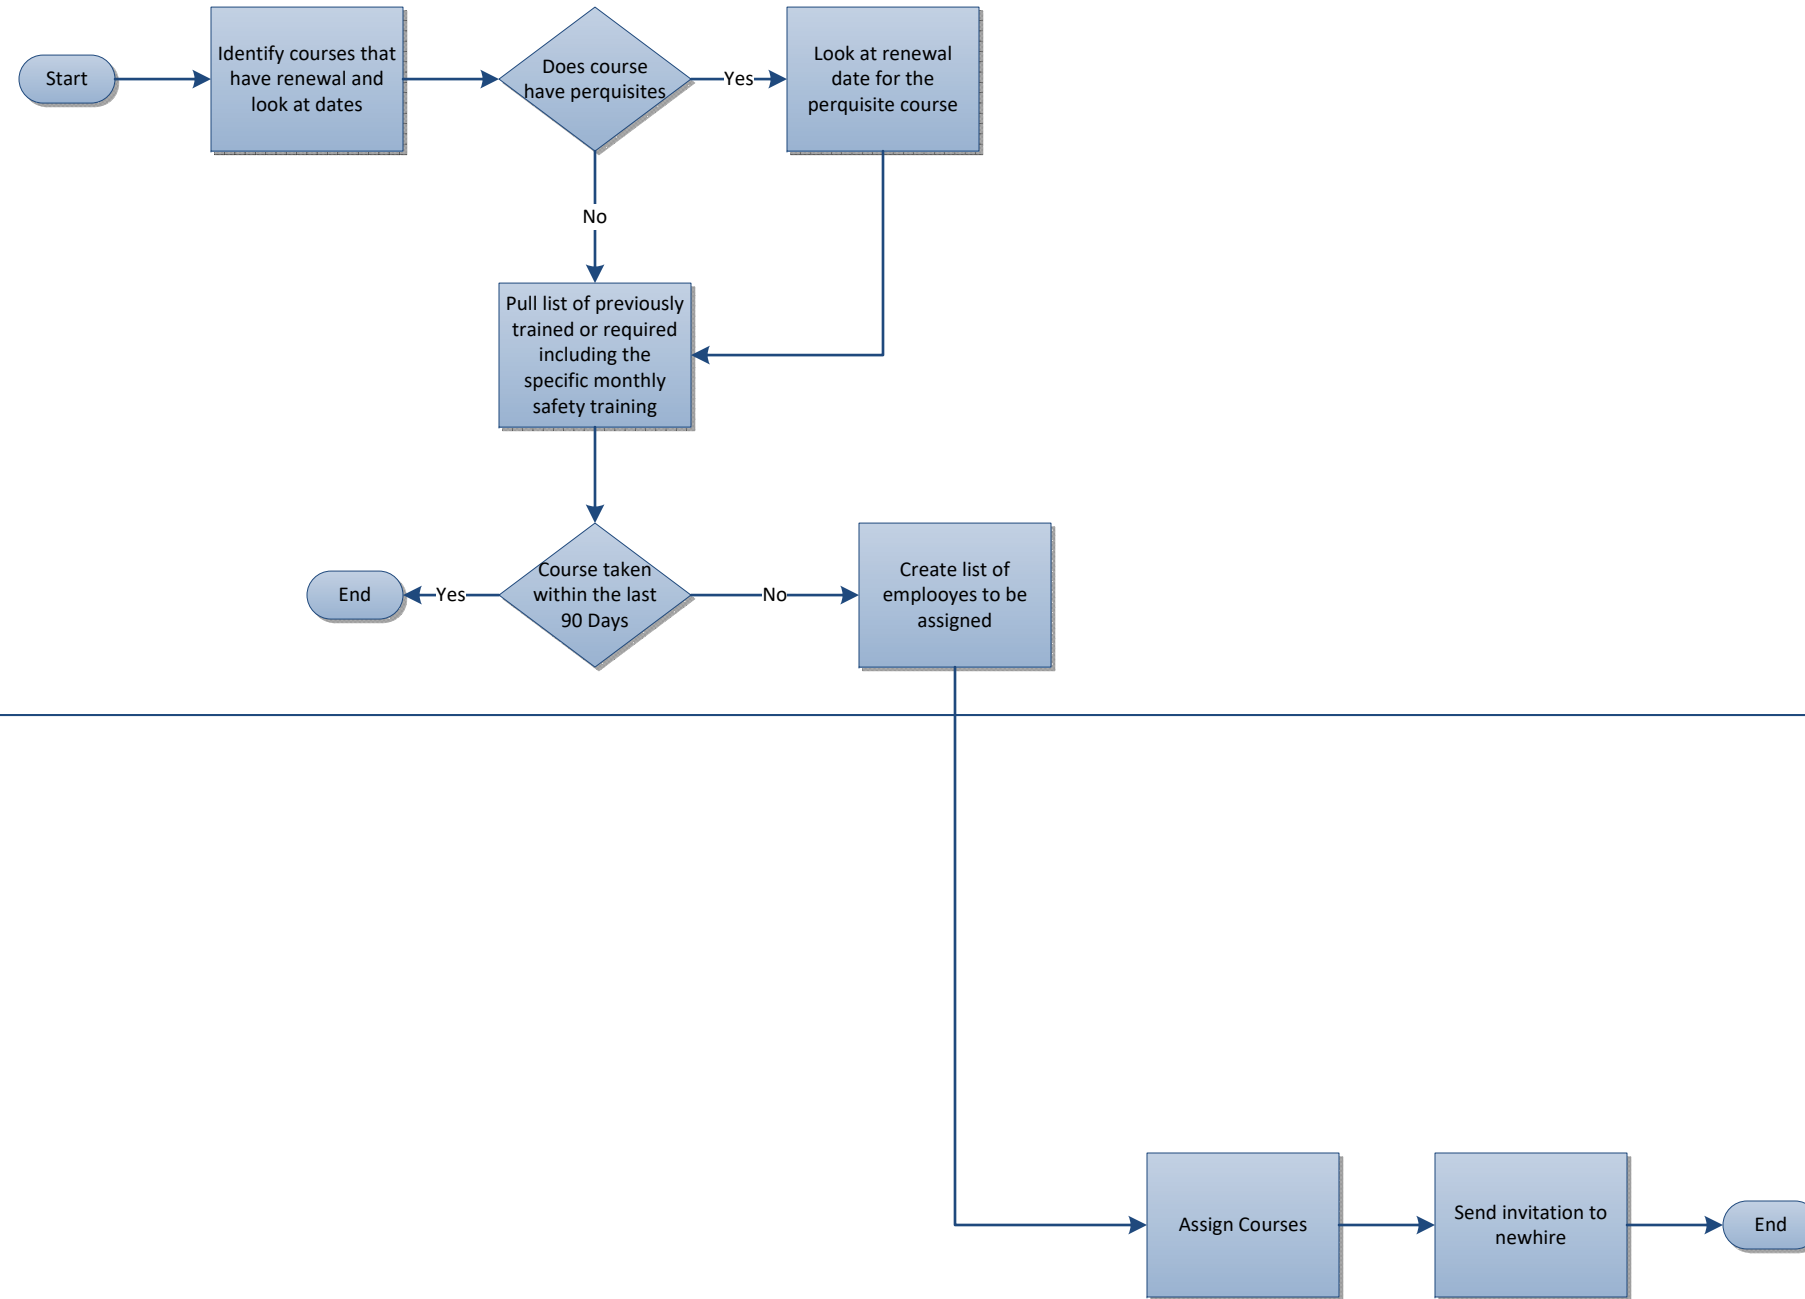 Start
Identify courses that
have renewal and
look at dates
Does course
have perquisites
Yes
Look at renewal
date for the
perquisite course
No
Pull list of previously
trained or required
including the
specific monthly
safety training
End
Yes
Course taken
within the last
90 Days
No
Create list of
emplooyes to be
assigned
Assign Courses
Send invitation to
newhire
End